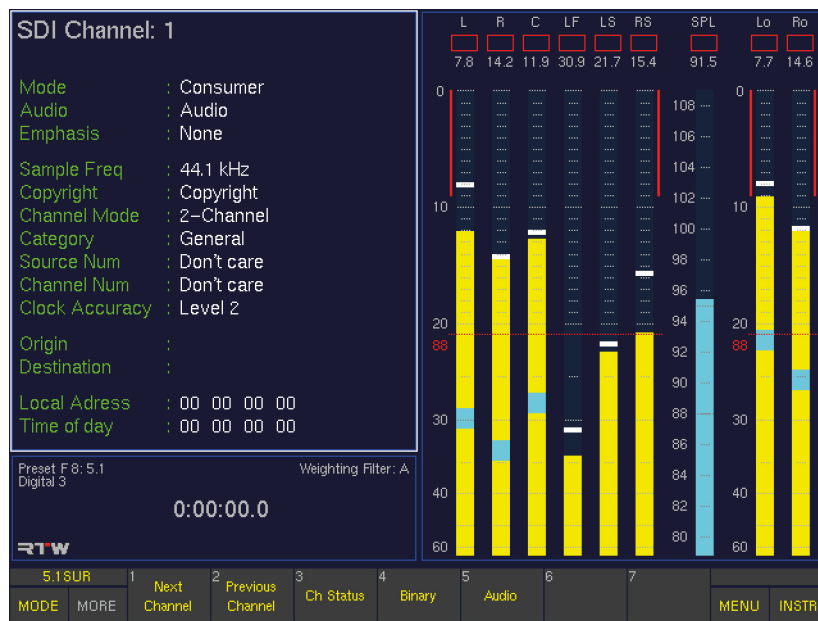 SDI Channel: 1
Mode : Consumer
Audio : Audio
Emphasis : None
Sample Freq : 44.1 kHz
Copyright : Copyright
Channel Mode : 2-Channel
Category : General
Source Num : Don't care
Channel Num : Don't care
Clock Accuracy : Level 2
Origin :
Destination :
Local Adress : 00 00 00 00
Time of day : 00 00 00 00
Preset F 8: 5.1 Weighting Filter: A
Digital 3
0:00:00.0
RTW
L R C LF LS RS SPL Lo Ro
7.8 14.2 11.9 30.9 21.7 15.4 91.5 7.7 14.6
0
10
20
88
30
40
60
108
106
104
102
100
98
96
94
92
90
88
86
84
82
80
0
10
20
88
30
40
60
5.1SUR
MODE MORE
1 Next Channel
2 Previous Channel
3 Ch Status
4 Binary
5 Audio
6
7
MENU INSTR